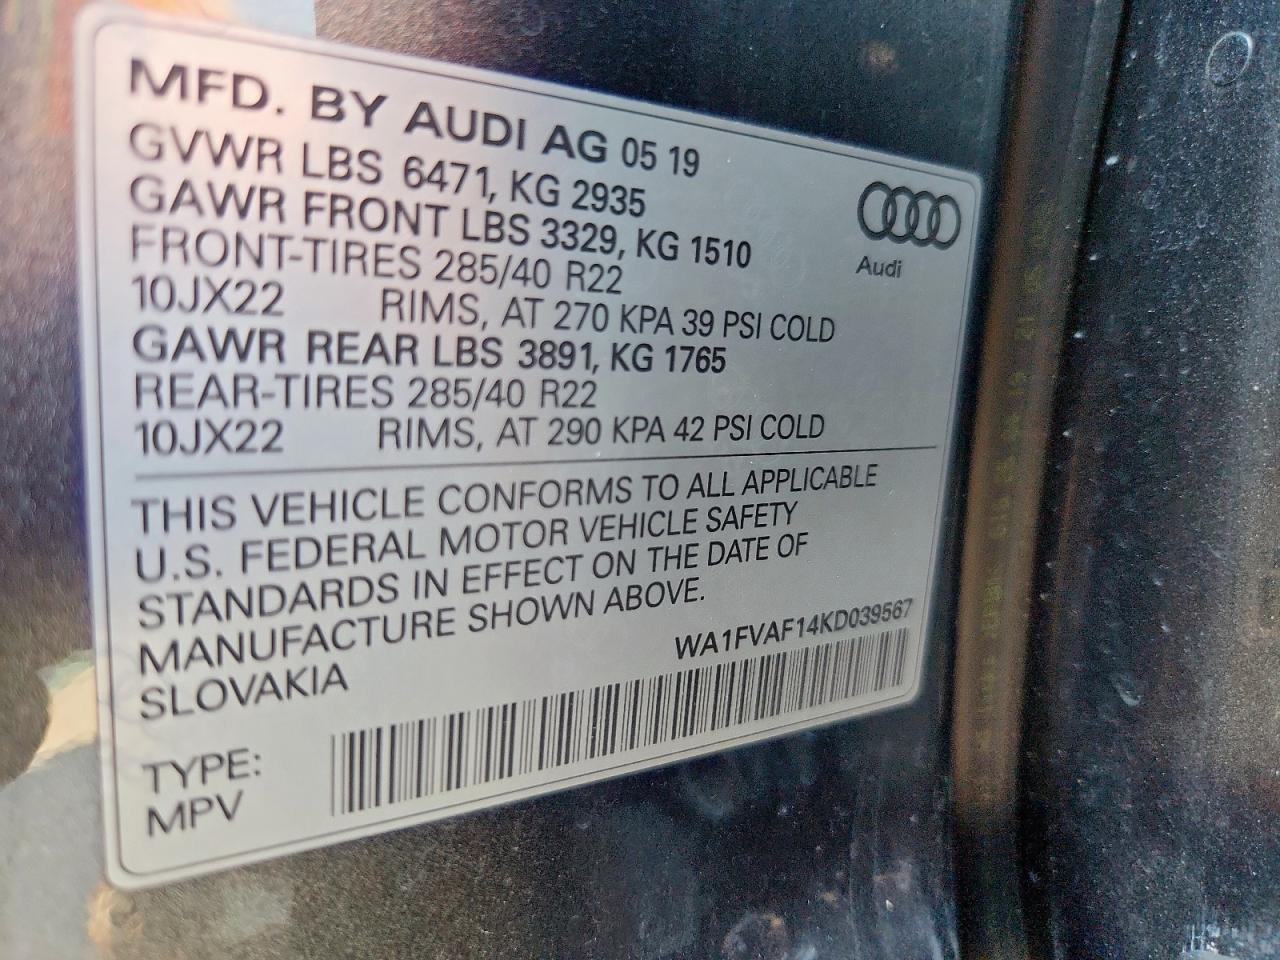 MFD. BY AUDI AG 05 19
GVWR LBS 6471, KG 2935
GAWR FRONT LBS 3329, KG 1510
FRONT-TIRES 285/40 R22
10JX22 RIMS, AT 270 KPA 39 PSI COLD
GAWR REAR LBS 3891, KG 1765
REAR-TIRES 285/40 R22
10JX22 RIMS, AT 290 KPA 42 PSI COLD
Audi
THIS VEHICLE CONFORMS TO ALL APPLICABLE
U.S. FEDERAL MOTOR VEHICLE SAFETY
STANDARDS IN EFFECT ON THE DATE OF
MANUFACTURE SHOWN ABOVE.
SLOVAKIA
WA1FVAF14KD039567
TYPE:
MPV